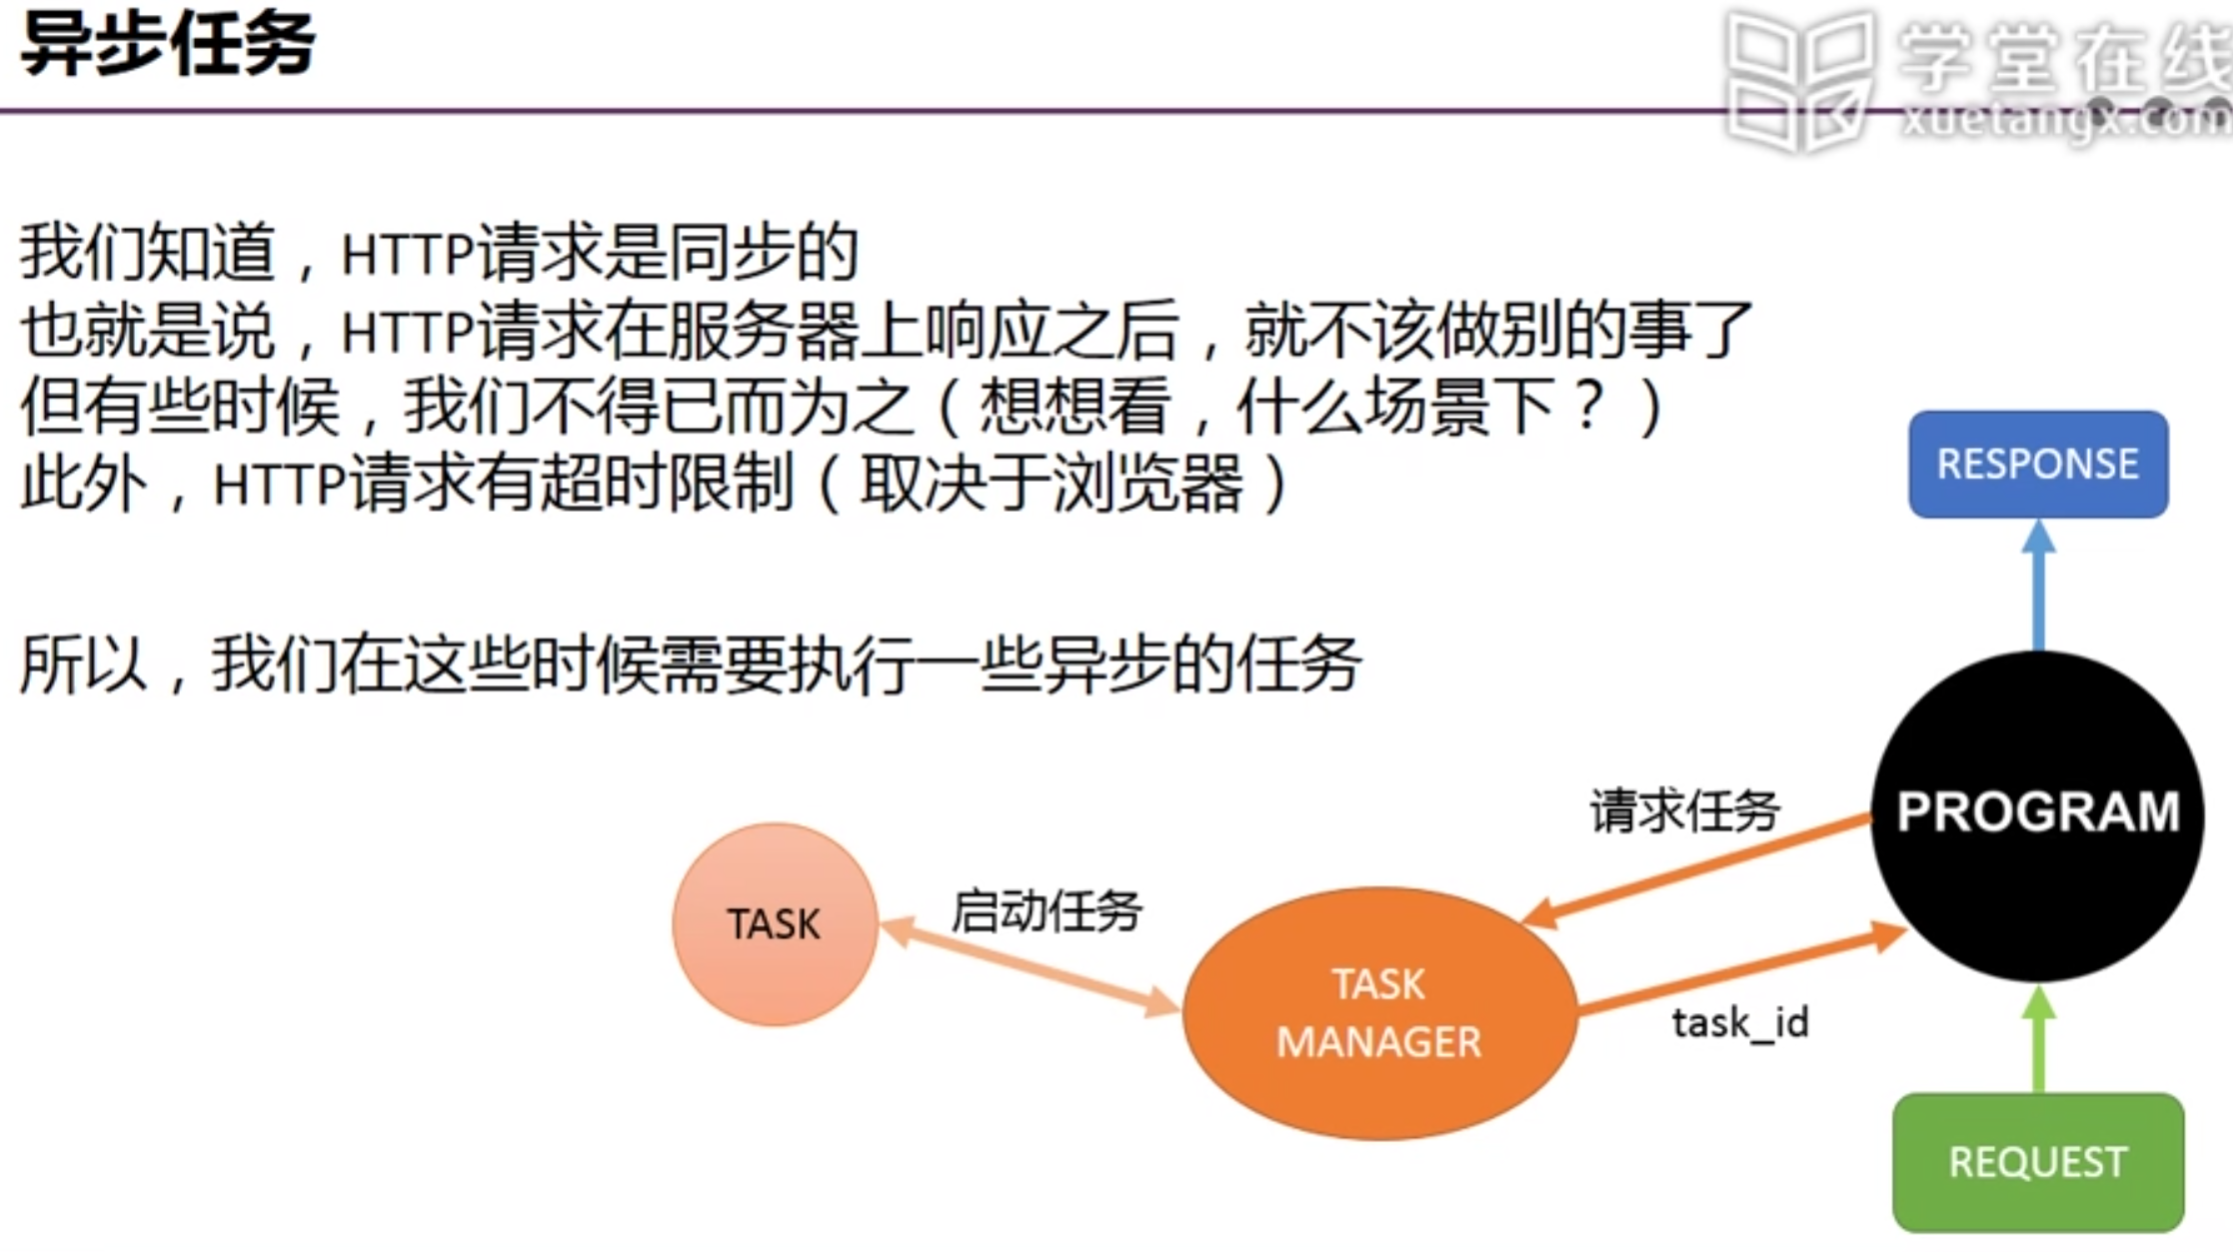 异步任务
学堂在线
xuetangx.com
我们知道，HTTP请求是同步的
也就是说，HTTP请求在服务器上响应之后，就不该做别的事了
但有些时候，我们不得已而为之（想想看，什么场景下？）
此外，HTTP请求有超时限制（取决于浏览器）
所以，我们在这些时候需要执行一些异步的任务
RESPONSE
PROGRAM
请求任务
启动任务
TASK
TASK
MANAGER
task_id
REQUEST